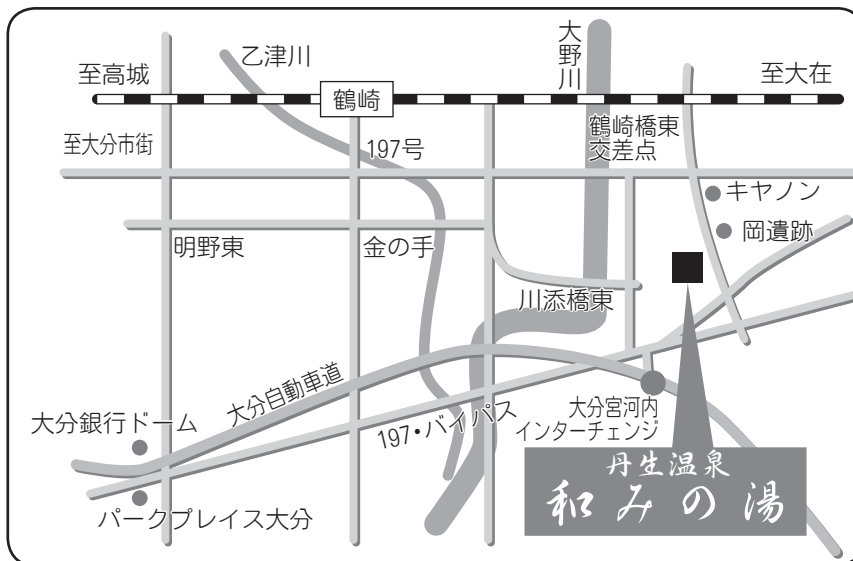 大野川
乙津川
至高城
至大在
鶴崎
至大分市街
197号
鶴崎橋東
交差点
キヤノン
岡遺跡
明野東
金の手
川添橋東
大分自動車道
大分銀行ドーム
197・バイパス
大分宮河内
インターチェンジ
パークプレイス大分
丹生温泉
和みの湯